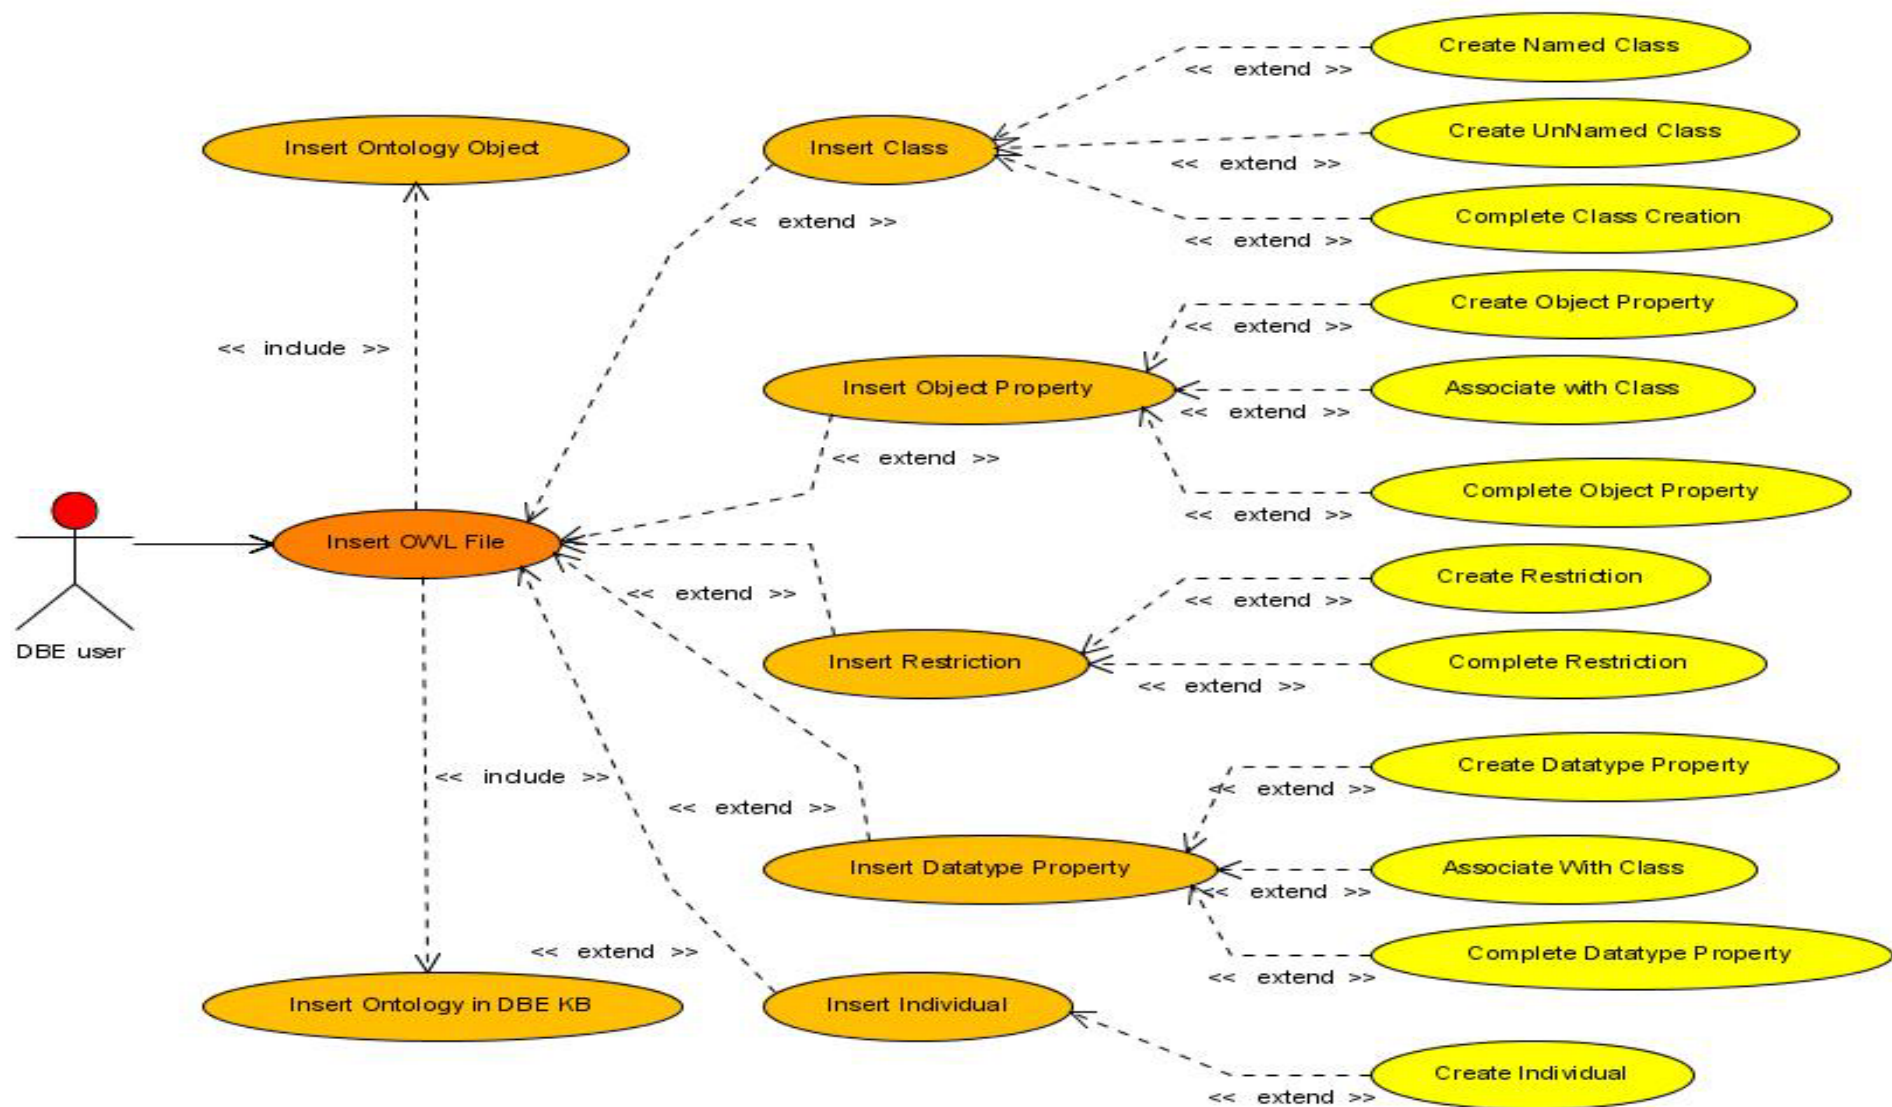 Create Named Class
<< extend >>
Insert Ontology Object
Insert Class
Create UnNamed Class
<< extend >>
<< extend >>
Complete Class Creation
<< extend >>
Create Object Property
<< extend >>
<< include >>
Insert Object Property
Associate with Class
<< extend >>
<< extend >>
Complete Object Property
<< extend >>
Insert OWL File
Create Restriction
<< extend >>
<< extend >>
DBE user
Insert Restriction
Complete Restriction
<< extend >>
<< include >>
Create Datatype Property
<< extend >>
<< extend >>
Insert Datatype Property
Associate With Class
<< extend >>
<< extend >>
Complete Datatype Property
<< extend >>
Insert Ontology in DBE KB
Insert Individual
Create Individual
<< extend >>